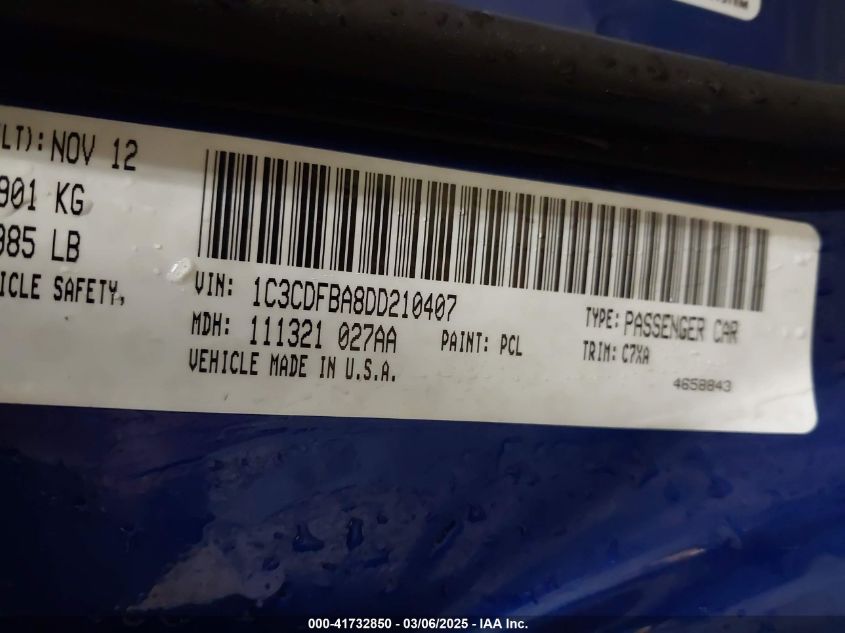 LT): NOV 12
901 KG
985 LB
ICLE SAFETY,
VIN: 1C3CDFBA8DD210407
MDH: 111321 027AA
PAINT: PCL
VEHICLE MADE IN U.S.A.
TYPE: PASSENGER CAR
TRIM: C7XA
4658843
000-41732850 - 03/06/2025 - IAA Inc.